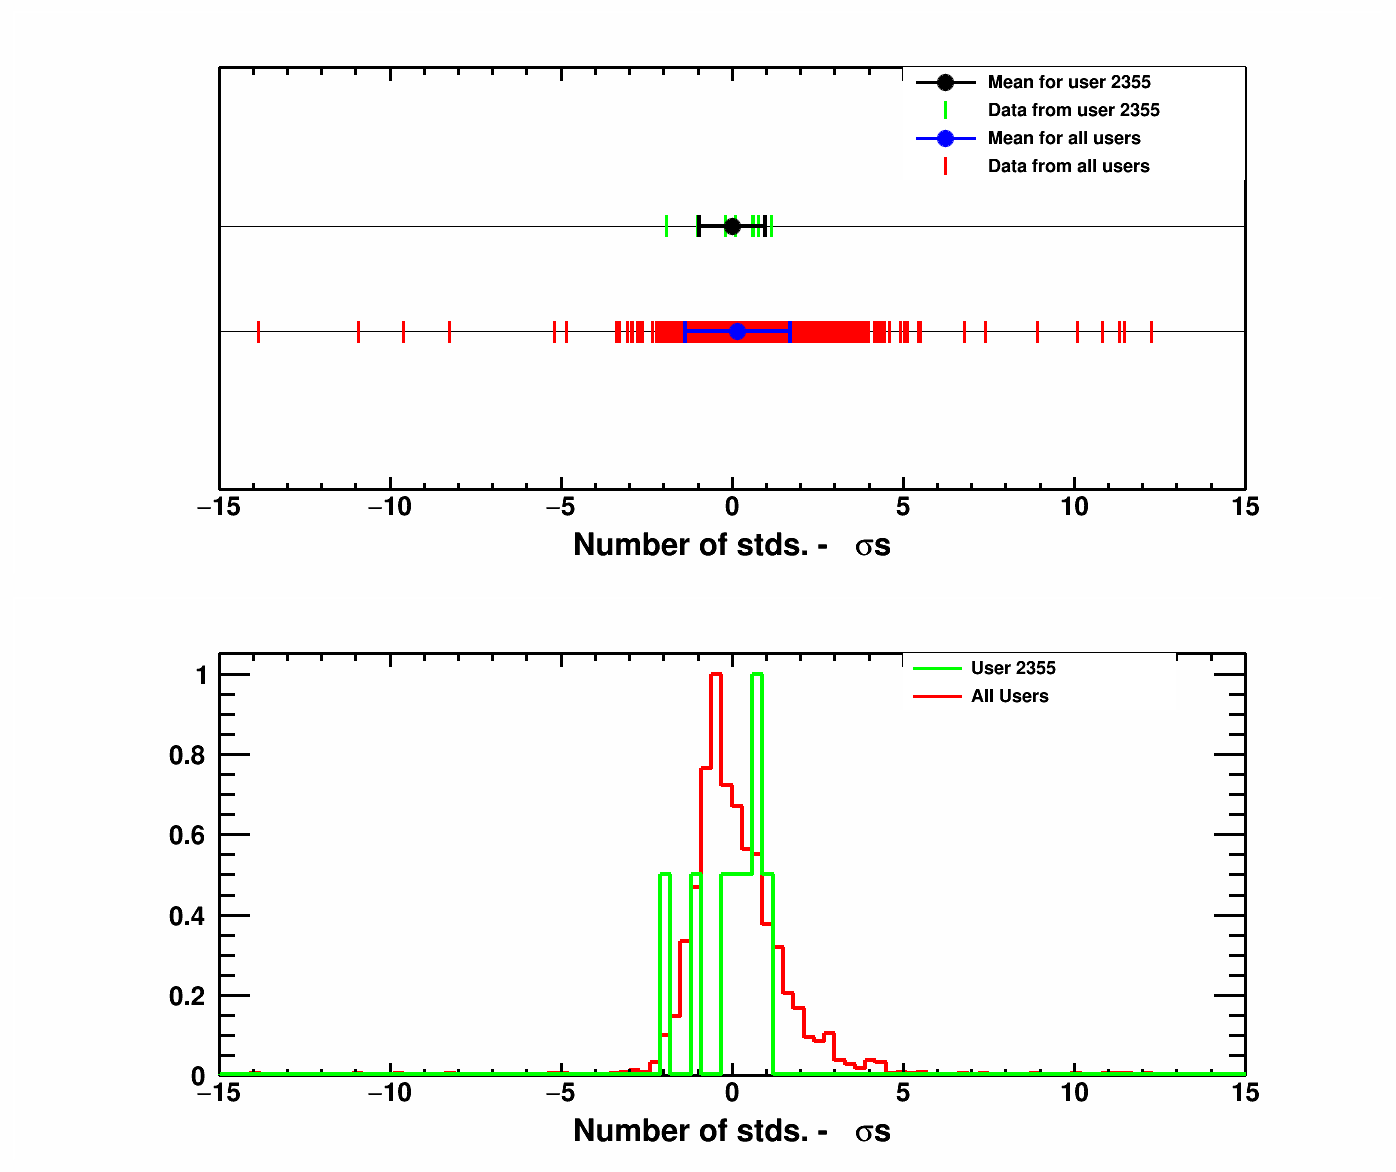 Mean for user 2355
Data from user 2355
Mean for all users
Data from all users
−15 −10 −5 0 5 10 15
Number of stds. - σs
User 2355
All Users
1
0.8
0.6
0.4
0.2
0
−15 −10 −5 0 5 10 15
Number of stds. - σs